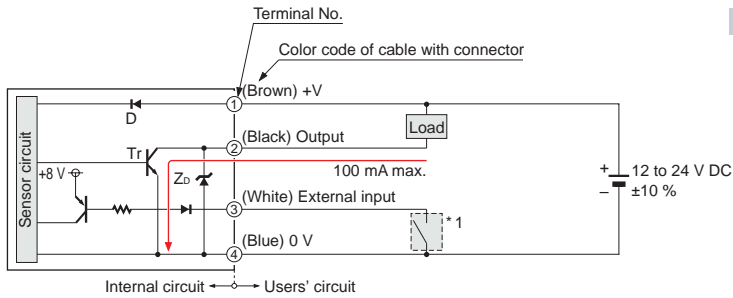 Terminal No.
Color code of cable with connector
1 (Brown) +V
D
Load
2 (Black) Output
Tr
Sensor circuit
+8 V
ZD
100 mA max.
+ 12 to 24 V DC
– ±10 %
3 (White) External input
* 1
4 (Blue) 0 V
Internal circuit
Users' circuit